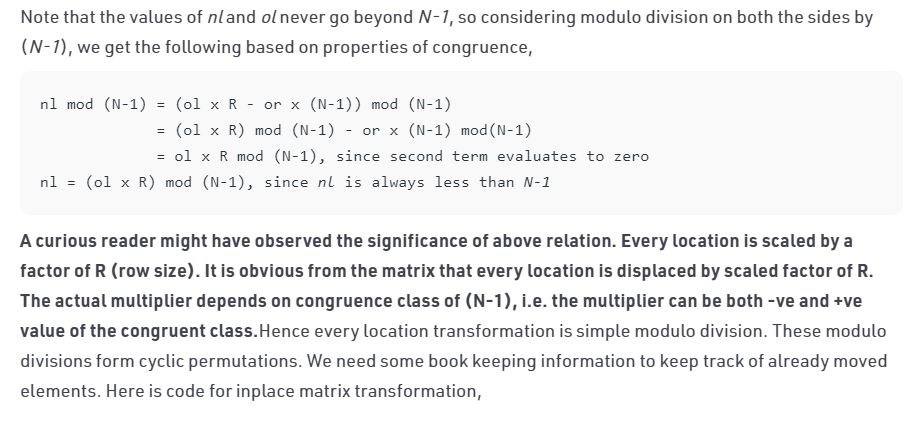 Note that the values of nl and ol never go beyond N-1, so considering modulo division on both the sides by
(N-1), we get the following based on properties of congruence,
nl mod (N-1) = (ol x R - or x (N-1)) mod (N-1)
= (ol x R) mod (N-1) - or x (N-1) mod(N-1)
= ol x R mod (N-1), since second term evaluates to zero
nl = (ol x R) mod (N-1), since nl is always less than N-1
A curious reader might have observed the significance of above relation. Every location is scaled by a
factor of R (row size). It is obvious from the matrix that every location is displaced by scaled factor of R.
The actual multiplier depends on congruence class of (N-1), i.e. the multiplier can be both -ve and +ve
value of the congruent class.Hence every location transformation is simple modulo division. These modulo
divisions form cyclic permutations. We need some book keeping information to keep track of already moved
elements. Here is code for inplace matrix transformation,